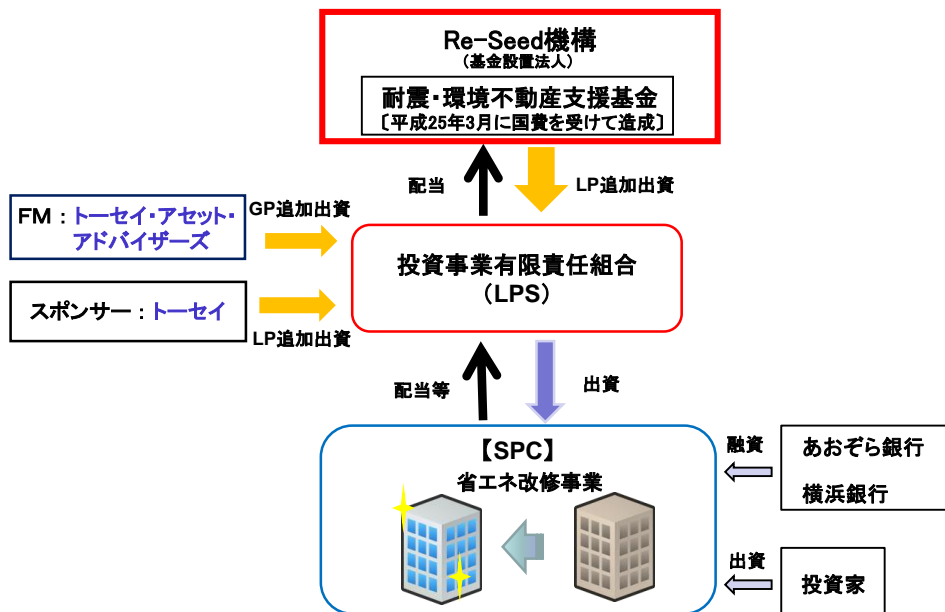 Re-Seed機構
(基金設置法人)
耐震・環境不動産支援基金
〔平成25年3月に国費を受けて造成〕
配当
LP追加出資
FM：トーセイ・アセット・
アドバイザーズ
GP追加出資
投資事業有限責任組合
（LPS）
スポンサー：トーセイ
LP追加出資
配当等
出資
【SPC】
省エネ改修事業
融資
あおぞら銀行
横浜銀行
出資
投資家